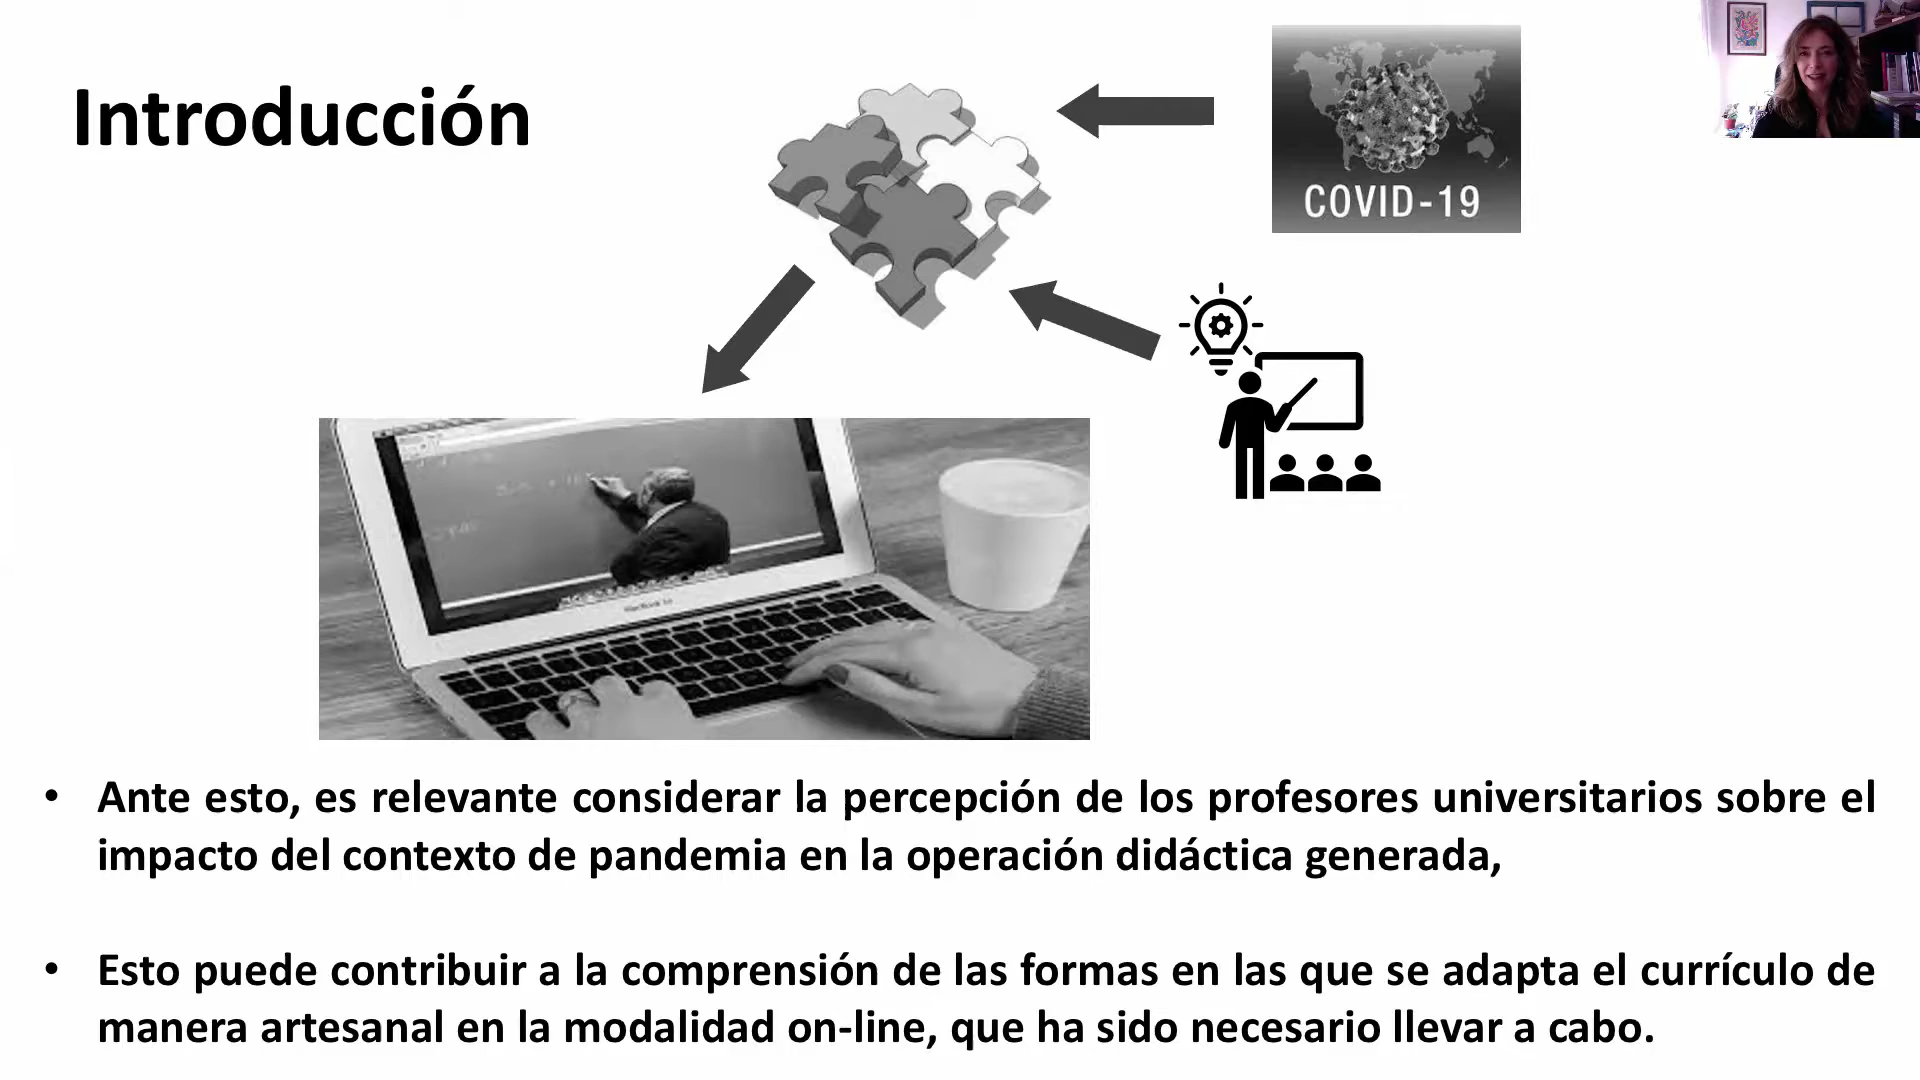 Introducción
COVID-19
• Ante esto, es relevante considerar la percepción de los profesores universitarios sobre el
impacto del contexto de pandemia en la operación didáctica generada,
• Esto puede contribuir a la comprensión de las formas en las que se adapta el currículo de
manera artesanal en la modalidad on-line, que ha sido necesario llevar a cabo.